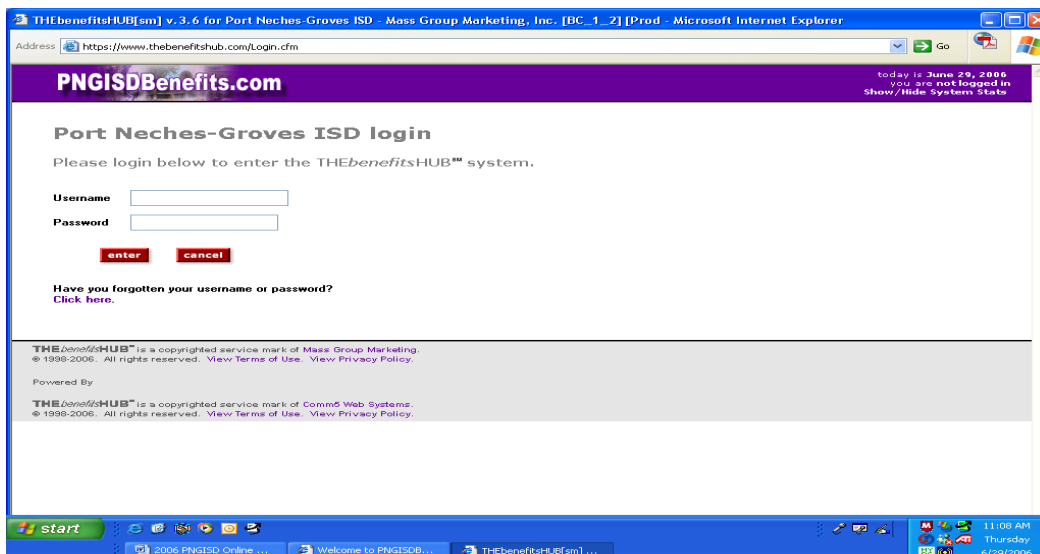 THEbenefitsHUB[sm] v.3.6 for Port Neches-Groves ISD - Mass Group Marketing, Inc. [BC_1_2] [Prod - Microsoft Internet Explorer
Address https://www.thebenefitshub.com/Login.cfm Go
PNGISDBenefits.com
today is June 29, 2006
you are not logged in
Show/Hide System Stats
Port Neches-Groves ISD login
Please login below to enter the THEbenefitsHUB℠ system.
Username
Password
enter cancel
Have you forgotten your username or password?
Click here.
THEbenefitsHUB℠ is a copyrighted service mark of Mass Group Marketing.
© 1998-2006. All rights reserved. View Terms of Use. View Privacy Policy.
Powered By
THEbenefitsHUB℠ is a copyrighted service mark of Comm5 Web Systems.
© 1998-2006. All rights reserved. View Terms of Use. View Privacy Policy.
start
11:08 AM
Thursday
6/29/2006
2006 PNGISD Online ... Welcome to PNGISDB... THEbenefitsHUB[sm] ...